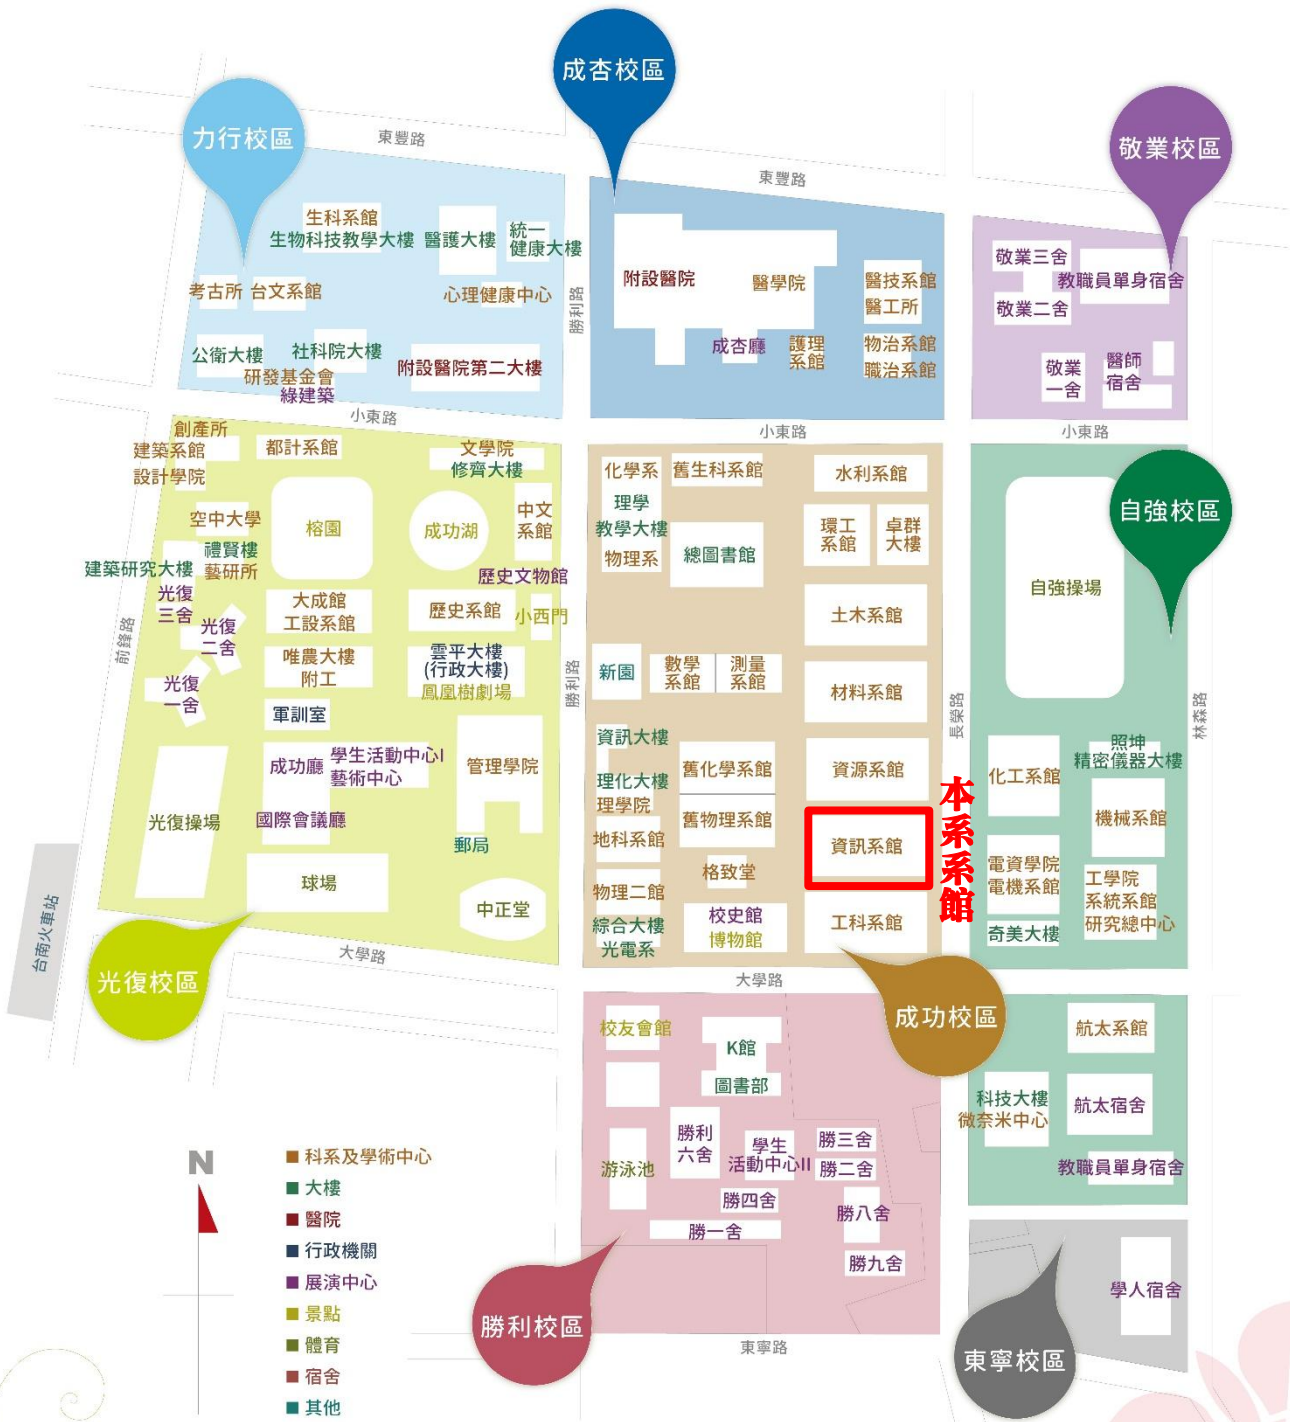 成杏校區
力行校區
敬業校區
東豐路
東豐路
生科系館
生物科技教學大樓
醫護大樓
統一
健康大樓
考古所
台文系館
心理健康中心
公衛大樓
社科院大樓
研發基金會
綠建築
附設醫院第二大樓
勝利路
附設醫院
醫學院
醫技系館
醫工所
成杏廳
護理
系館
物治系館
職治系館
敬業三舍
教職員單身宿舍
敬業二舍
敬業
一舍
醫師
宿舍
小東路
小東路
小東路
創產所
建築系館
設計學院
都計系館
文學院
修齊大樓
空中大學
榕園
成功湖
中文
系館
禮賢樓
建築研究大樓
藝研所
歷史文物館
光復
三舍
大成館
工設系館
歷史系館
小西門
光復
二舍
唯農大樓
附工
雲平大樓
(行政大樓)
鳳凰樹劇場
前鋒路
光復
一舍
軍訓室
勝利路
成功廳
學生活動中心I
藝術中心
管理學院
國際會議廳
光復操場
郵局
球場
中正堂
台南火車站
大學路
光復校區
化學系
舊生科系館
水利系館
理學
教學大樓
物理系
總圖書館
環工
系館
卓群
大樓
土木系館
新園
數學
系館
測量
系館
材料系館
資訊大樓
理化大樓
理學院
舊化學系館
資源系館
地科系館
舊物理系館
資訊系館
本系系館
物理二館
格致堂
綜合大樓
光電系
校史館
博物館
工科系館
大學路
成功校區
長榮路
自強校區
自強操場
林森路
照坤
精密儀器大樓
化工系館
機械系館
電資學院
電機系館
工學院
系統系館
研究總中心
奇美大樓
航太系館
科技大樓
微奈米中心
航太宿舍
教職員單身宿舍
校友會館
K館
圖書部
勝利
六舍
學生
活動中心II
勝三舍
勝二舍
游泳池
勝四舍
勝一舍
勝八舍
勝九舍
勝利校區
東寧路
學人宿舍
東寧校區
N
科系及學術中心
大樓
醫院
行政機關
展演中心
景點
體育
宿舍
其他